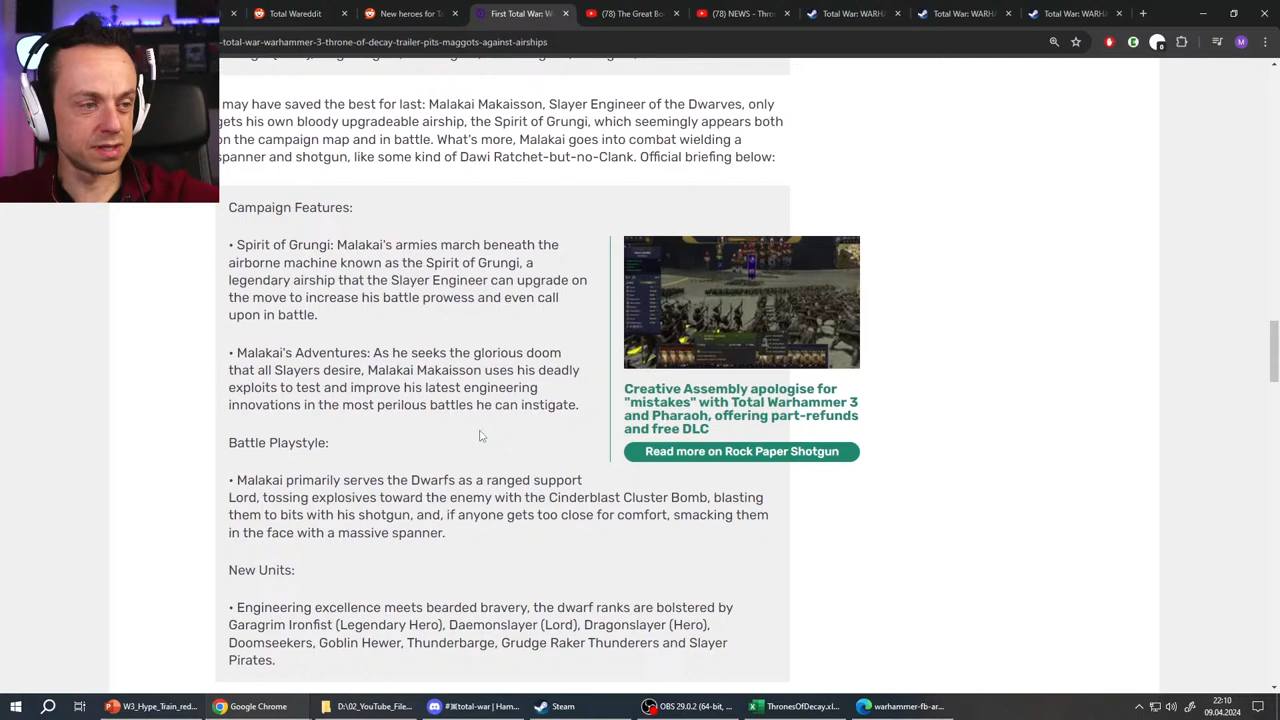 Total Wareddit
New heroes for To
First Total War: W
(78) The Great Bo
(78) NEWS - Thro
Total War: WARH
Total War: WARH
Total War: WARHA
total-war-warhammer-3-throne-of-decay-trailer-pits-maggots-against-airships
may have saved the best for last: Malakai Makaisson, Slayer Engineer of the Dwarves, only
gets his own bloody upgradeable airship, the Spirit of Grungi, which seemingly appears both
on the campaign map and in battle. What's more, Malakai goes into combat wielding a
spanner and shotgun, like some kind of Dawi Ratchet-but-no-Clank. Official briefing below:
Campaign Features:
• Spirit of Grungi: Malakai's armies march beneath the
airborne machine known as the Spirit of Grungi, a
legendary airship that the Slayer Engineer can upgrade on
the move to increase his battle prowess and even call
upon in battle.
• Malakai's Adventures: As he seeks the glorious doom
that all Slayers desire, Malakai Makaisson uses his deadly
exploits to test and improve his latest engineering
innovations in the most perilous battles he can instigate.
Creative Assembly apologise for
"mistakes" with Total Warhammer 3
and Pharaoh, offering part-refunds
and free DLC
Read more on Rock Paper Shotgun
Battle Playstyle:
• Malakai primarily serves the Dwarfs as a ranged support
Lord, tossing explosives toward the enemy with the Cinderblast Cluster Bomb, blasting
them to bits with his shotgun, and, if anyone gets too close for comfort, smacking them
in the face with a massive spanner.
New Units:
• Engineering excellence meets bearded bravery, the dwarf ranks are bolstered by
Garagrim Ironfist (Legendary Hero), Daemonslayer (Lord), Dragonslayer (Hero),
Doomseekers, Goblin Hewer, Thunderbarge, Grudge Raker Thunderers and Slayer
Pirates.
W3_Hype_Train_red...
Google Chrome
D:\02_YouTube_File...
#total-war | Ham...
Steam
OBS 29.0.2 (64-bit, ...
ThronesOfDecay.xl...
warhammer-fb-ar...
22:10
09.04.2024